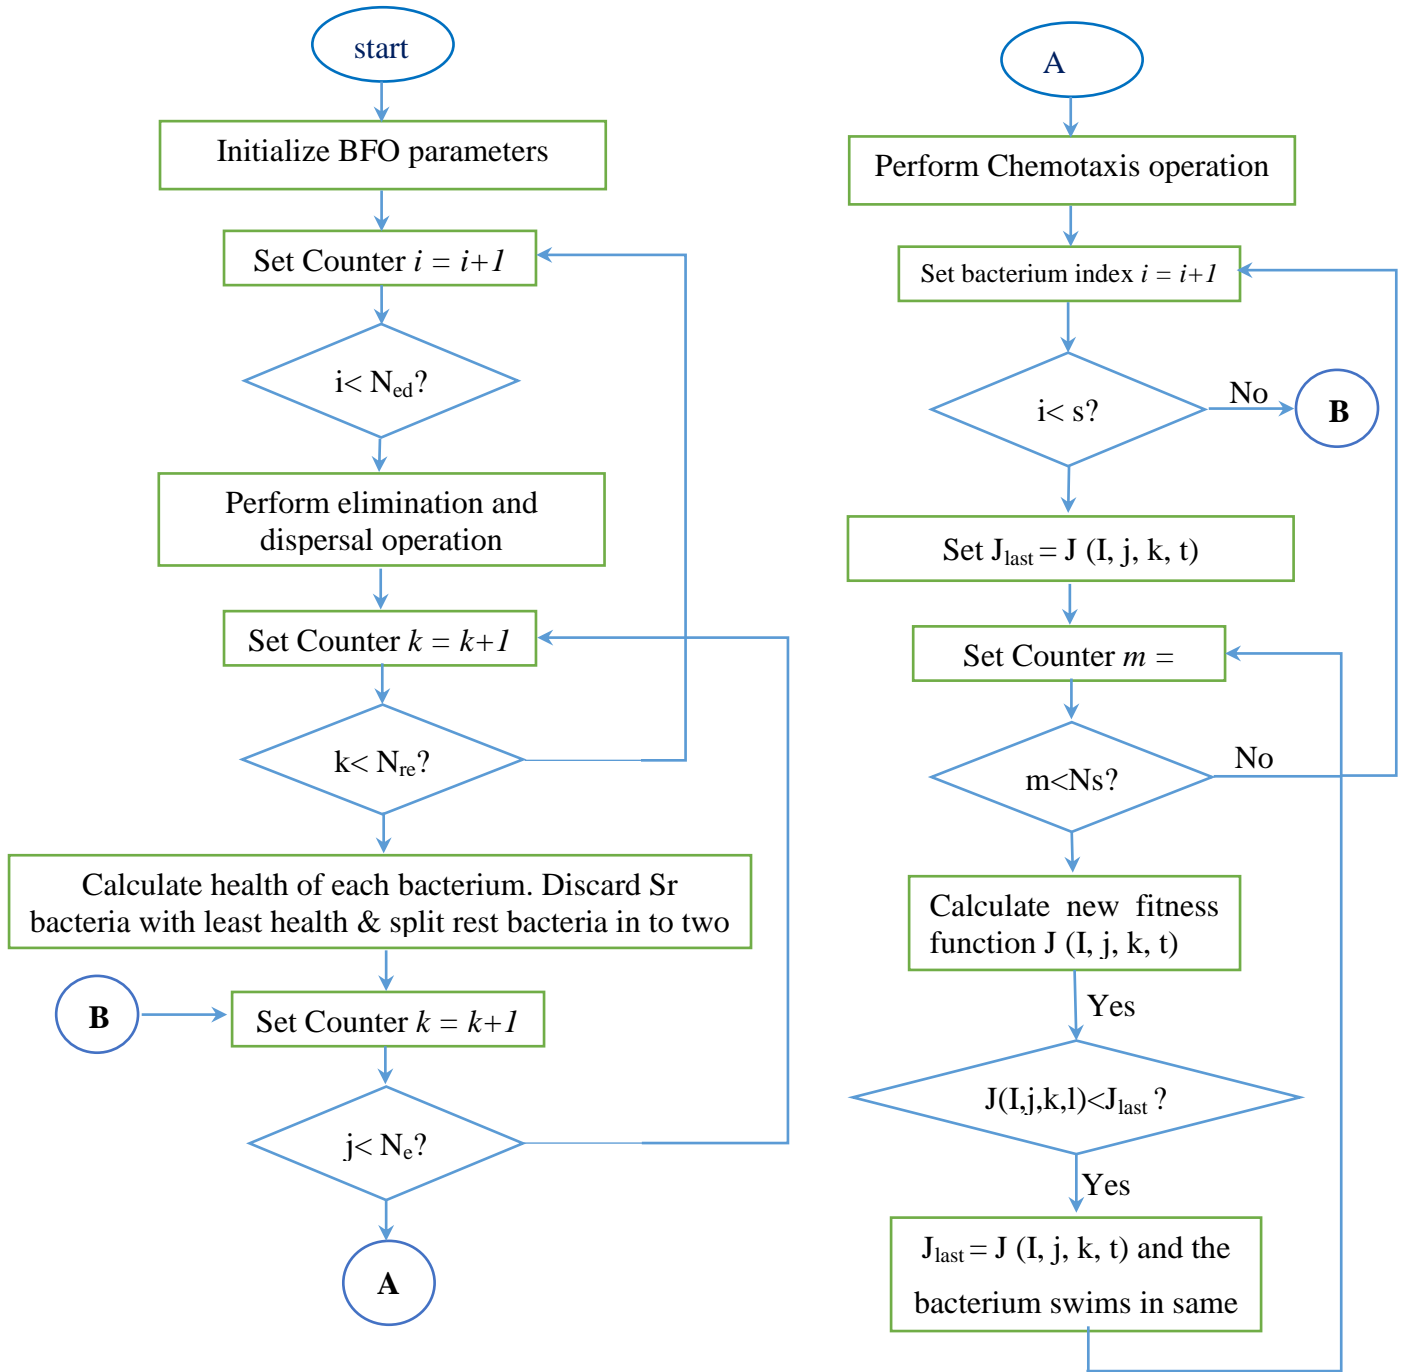 start
Initialize BFO parameters
Set Counter i = i+1
i< Ned?
Perform elimination and
dispersal operation
Set Counter k = k+1
k< Nre?
Calculate health of each bacterium. Discard Sr
bacteria with least health & split rest bacteria in to two
B
Set Counter k = k+1
j< Ne?
A
A
Perform Chemotaxis operation
Set bacterium index i = i+1
i< s?
No
B
Set Jlast = J (I, j, k, t)
Set Counter m =
m<Ns?
No
Calculate new fitness
function J (I, j, k, t)
Yes
J(I,j,k,l)<Jlast ?
Yes
Jlast = J (I, j, k, t) and the
bacterium swims in same